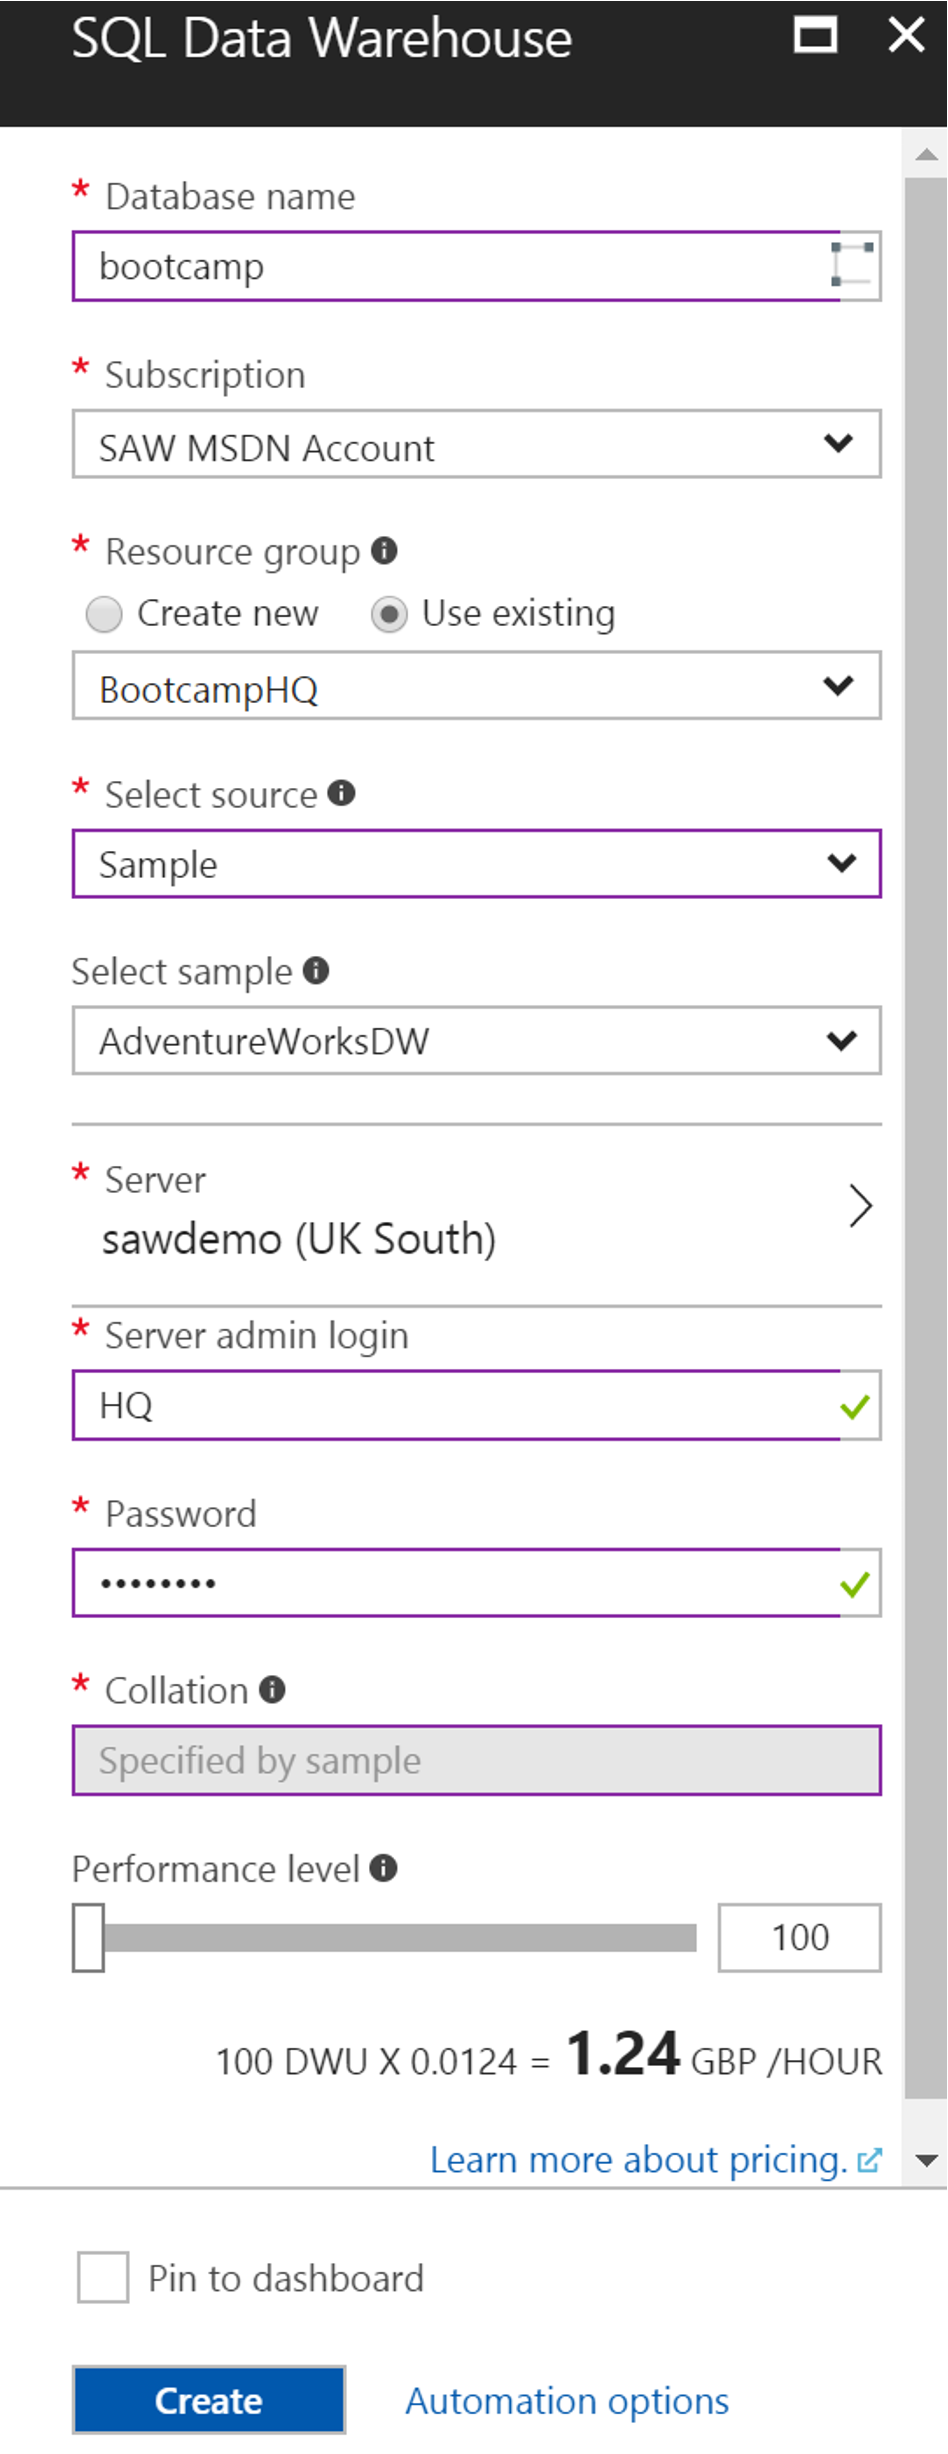 SQL Data Warehouse
* Database name
bootcamp
* Subscription
SAW MSDN Account
* Resource group
Create new Use existing
BootcampHQ
* Select source
Sample
Select sample
AdventureWorksDW
* Server
sawdemo (UK South)
* Server admin login
HQ
* Password
••••••••
* Collation
Specified by sample
Performance level
100
100 DWU X 0.0124 = 1.24 GBP /HOUR
Learn more about pricing.
Pin to dashboard
Create Automation options